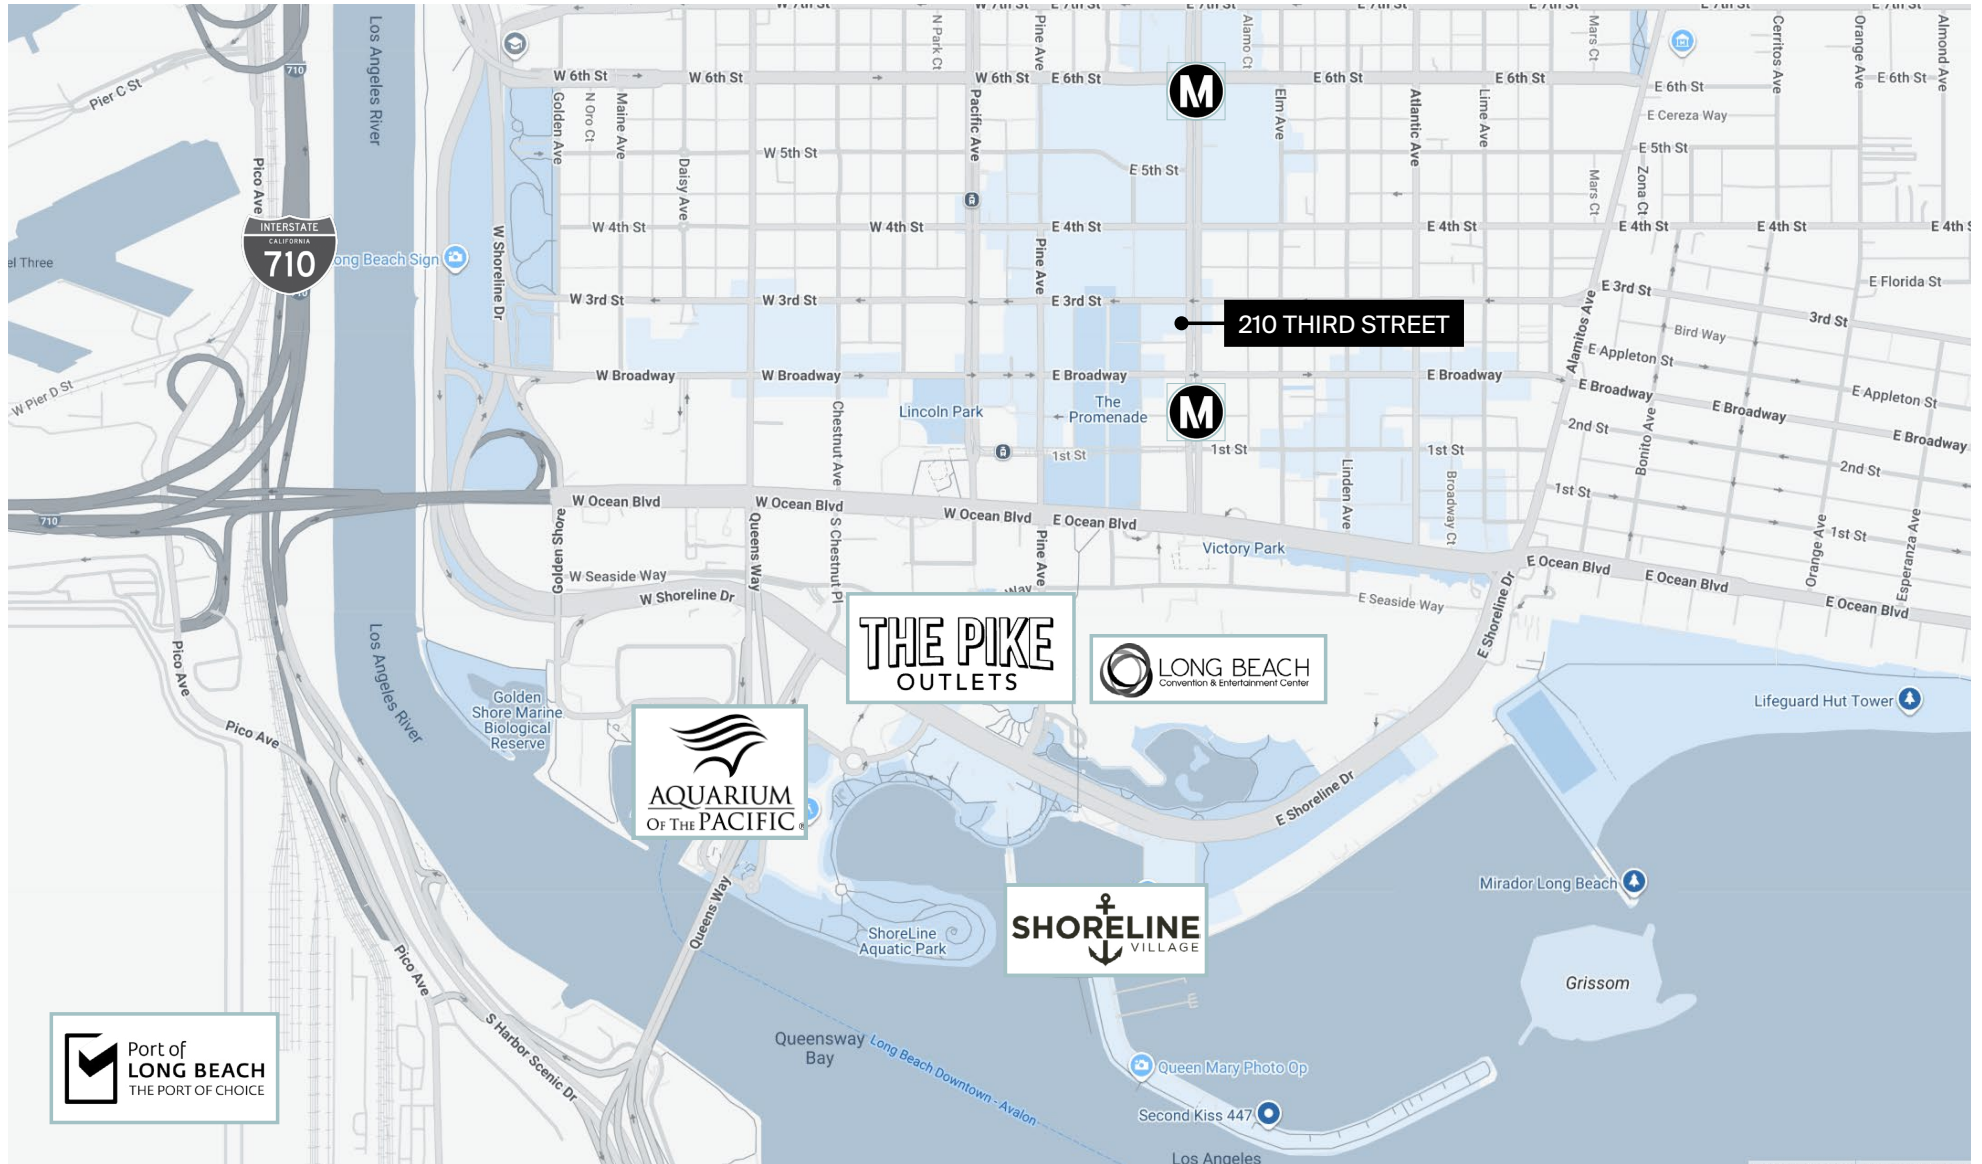 E 7th St
E 7th St
E 7th St
E 7th St
Los Angeles River
710
Pier C St
N Park Ct
Pine Ave
Alamo Ct
Mars Ct
Cerritos Ave
Orange Ave
Almond Ave
W 6th St
W 6th St
W 6th St
E 6th St
M
E 6th St
E 6th St
E 6th St
E 6th St
Golden Ave
N Oro Ct
Maine Ave
Pacific Ave
Elm Ave
Atlantic Ave
Lime Ave
E Cereza Way
Pico Ave
Daisy Ave
W 5th St
E 5th St
E 5th St
Mars Ct
Zona Ct
INTERSTATE
CALIFORNIA
710
el Three
ong Beach Sign
W Shoreline Dr
W 4th St
W 4th St
E 4th St
E 4th St
E 4th St
E 4th St
E 4th S
Pine Ave
W 3rd St
W 3rd St
E 3rd St
E 3rd St
E Florida St
210 THIRD STREET
3rd St
Bird Way
Alamitos Ave
E Appleton St
E Appleton St
W Pier D St
W Broadway
W Broadway
E Broadway
E Broadway
E Broadway
E Broadway
E Broadway
Lincoln Park
The
Promenade
M
Chestnut Ave
2nd St
2nd St
Bonito Ave
1st St
1st St
1st St
1st St
1st St
Linden Ave
Broadway Ct
710
W Ocean Blvd
W Ocean Blvd
W Ocean Blvd
E Ocean Blvd
Golden Shore
Queens Way
S Chestnut Pl
Pine Ave
Victory Park
E Ocean Blvd
E Ocean Blvd
E Ocean Blvd
Orange Ave
Esperanza Ave
W Seaside Way
W Shoreline Dr
Way
E Seaside Way
E Shoreline Dr
Los Angeles River
Pico Ave
Pico Ave
THE PIKE
OUTLETS
LONG BEACH
Convention & Entertainment Center
Golden
Shore Marine
Biological
Reserve
Lifeguard Hut Tower
AQUARIUM
OF THE PACIFIC®
E Shoreline Dr
Mirador Long Beach
Queens Way
ShoreLine
Aquatic Park
SHORELINE
VILLAGE
Pico Ave
Grissom
Port of
LONG BEACH
THE PORT OF CHOICE
S Harbor Scenic Dr
Queensway
Bay
Long Beach Downtown - Avalon
Queen Mary Photo Op
Second Kiss 447
Los Angeles